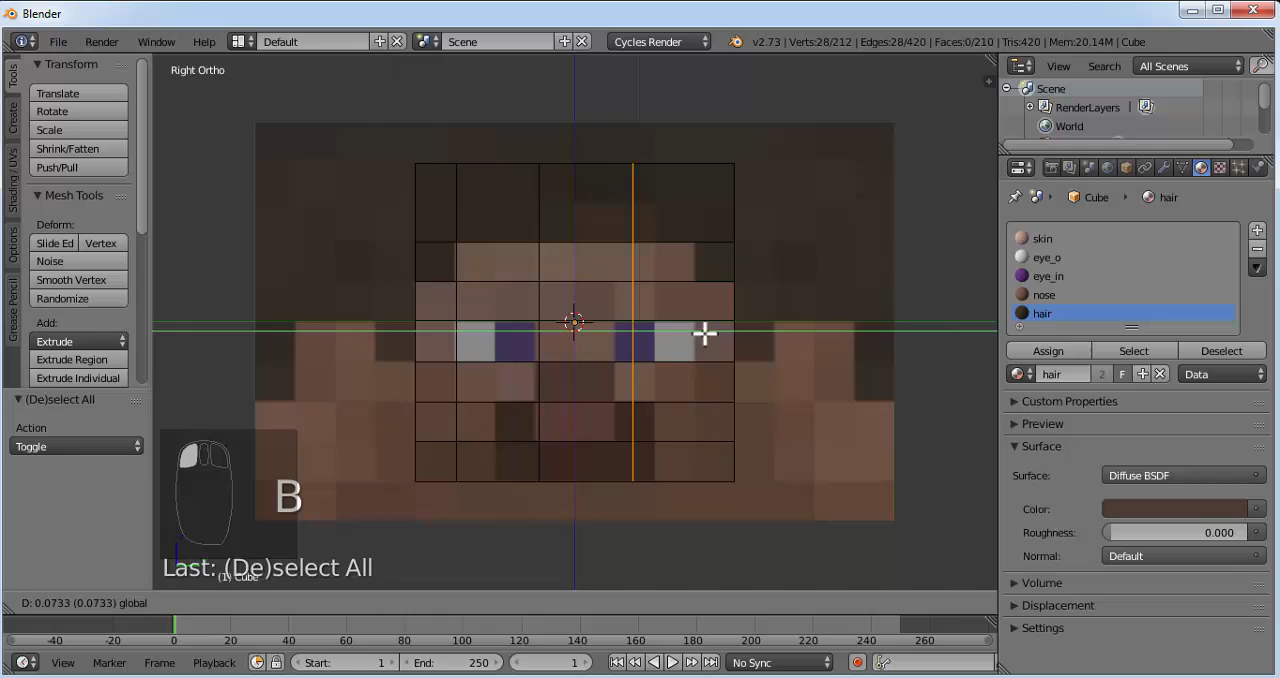 Blender
File Render Window Help Default Scene Cycles Render v2.73 | Verts:28/212 | Edges:28/420 | Faces:0/210 | Tris:420 | Mem:20.14M | Cube
Tools
Create
Shading / UVs
Options
Grease Pencil
Transform
Translate
Rotate
Scale
Shrink/Fatten
Push/Pull
Mesh Tools
Deform:
Slide Ed Vertex
Noise
Smooth Vertex
Randomize
Add:
Extrude
Extrude Region
Extrude Individual
(De)select All
Action
Toggle
Right Ortho
B
Last: (De)select All
(1) Cube
D: 0.0733 (0.0733) global
View Search All Scenes
Scene
RenderLayers
World
Cube hair
skin
eye_o
eye_in
nose
hair
Assign Select Deselect
hair 2 F Data
Custom Properties
Preview
Surface
Surface: Diffuse BSDF
Color:
Roughness: 0.000
Normal: Default
Volume
Displacement
Settings
-40 -20 0 20 40 60 80 100 120 140 160 180 200 220 240 260
View Marker Frame Playback Start: 1 End: 250 1 No Sync